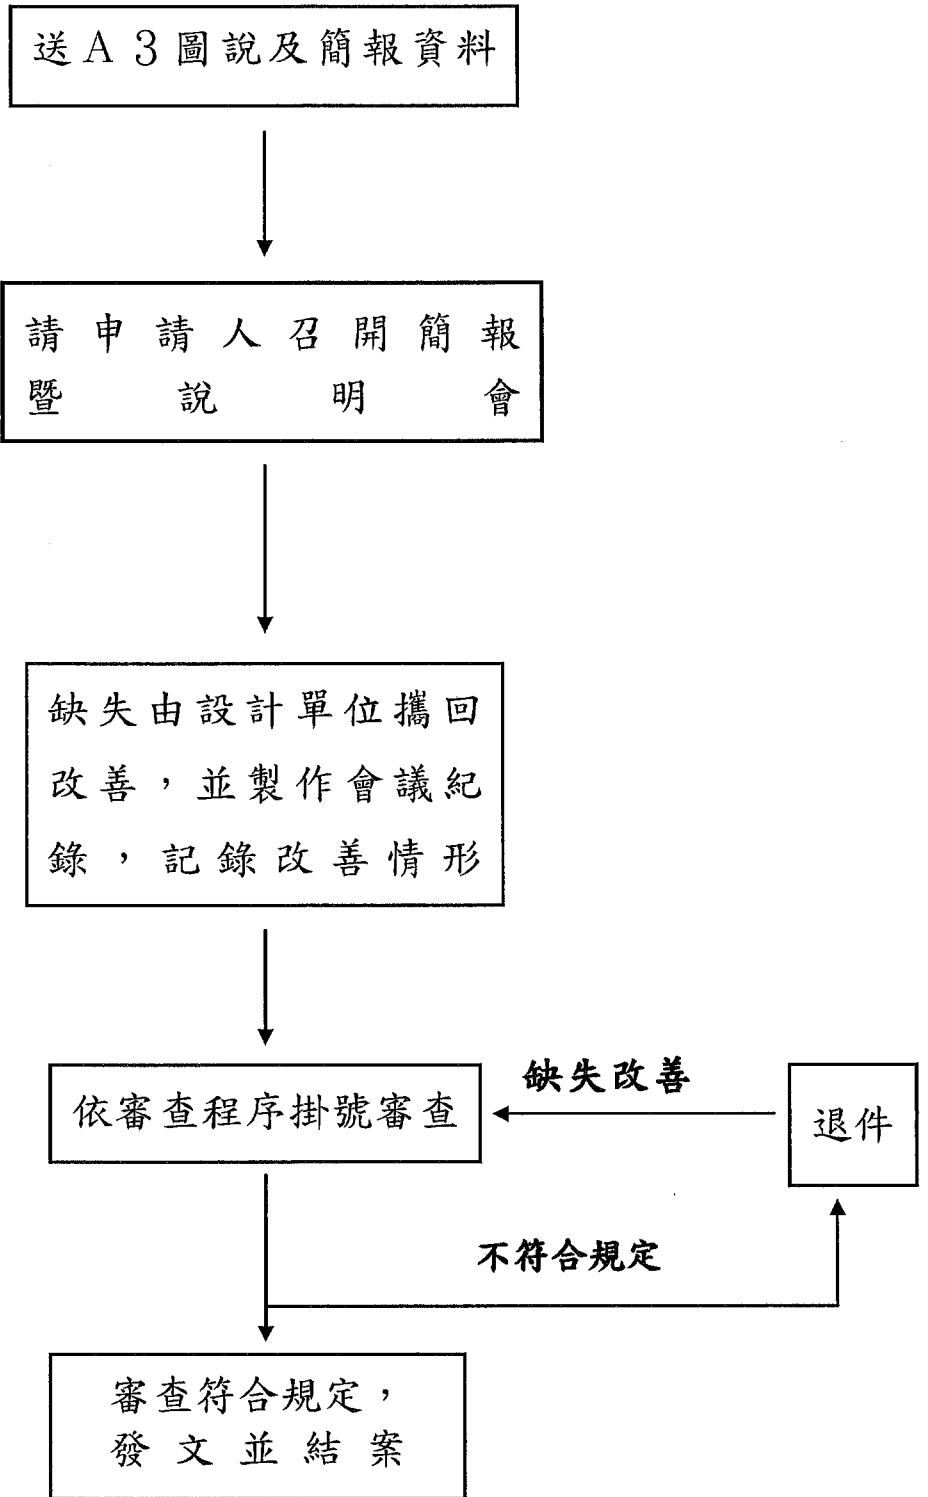 送A3圖說及簡報資料
請申請人召開簡報
暨說明會
缺失由設計單位攜回
改善，並製作會議紀
錄，記錄改善情形
依審查程序掛號審查
缺失改善
退件
不符合規定
審查符合規定，
發文並結案